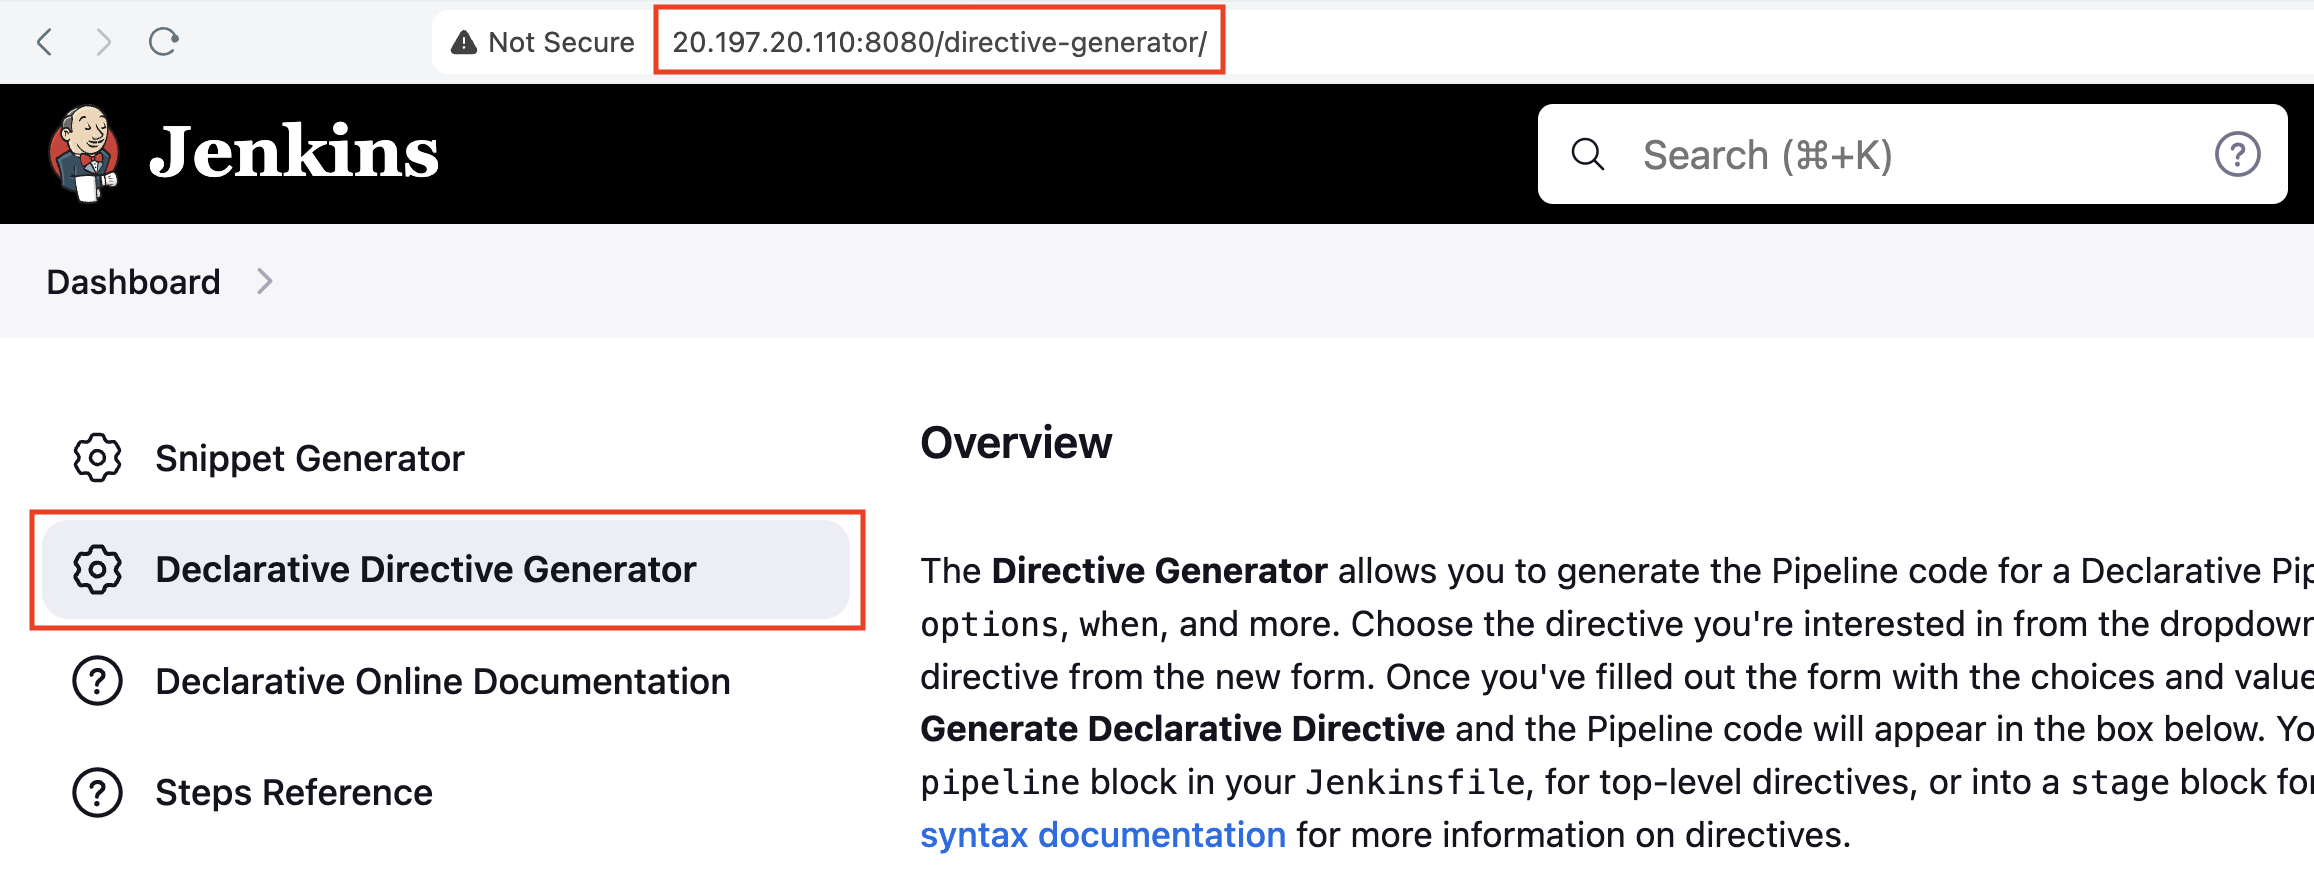 Not Secure 20.197.20.110:8080/directive-generator/
Jenkins
Search (⌘+K)
Dashboard
Snippet Generator
Declarative Directive Generator
Declarative Online Documentation
Steps Reference
Overview
The Directive Generator allows you to generate the Pipeline code for a Declarative
options, when, and more. Choose the directive you're interested in from the
directive from the new form. Once you've filled out the form with the choices and
Generate Declarative Directive and the Pipeline code will appear in the box below.
pipeline block in your Jenkinsfile, for top-level directives, or into a stage block
syntax documentation for more information on directives.